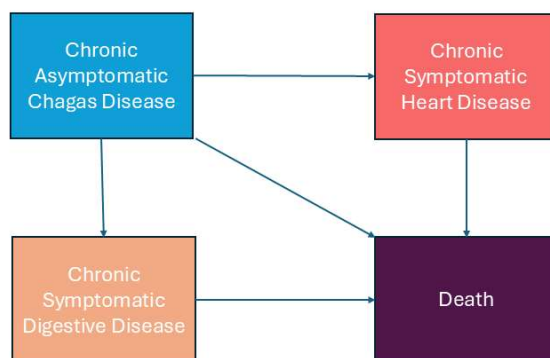 Chronic
Asymptomatic
Chagas Disease
Chronic
Symptomatic
Heart Disease
Chronic
Symptomatic
Digestive Disease
Death